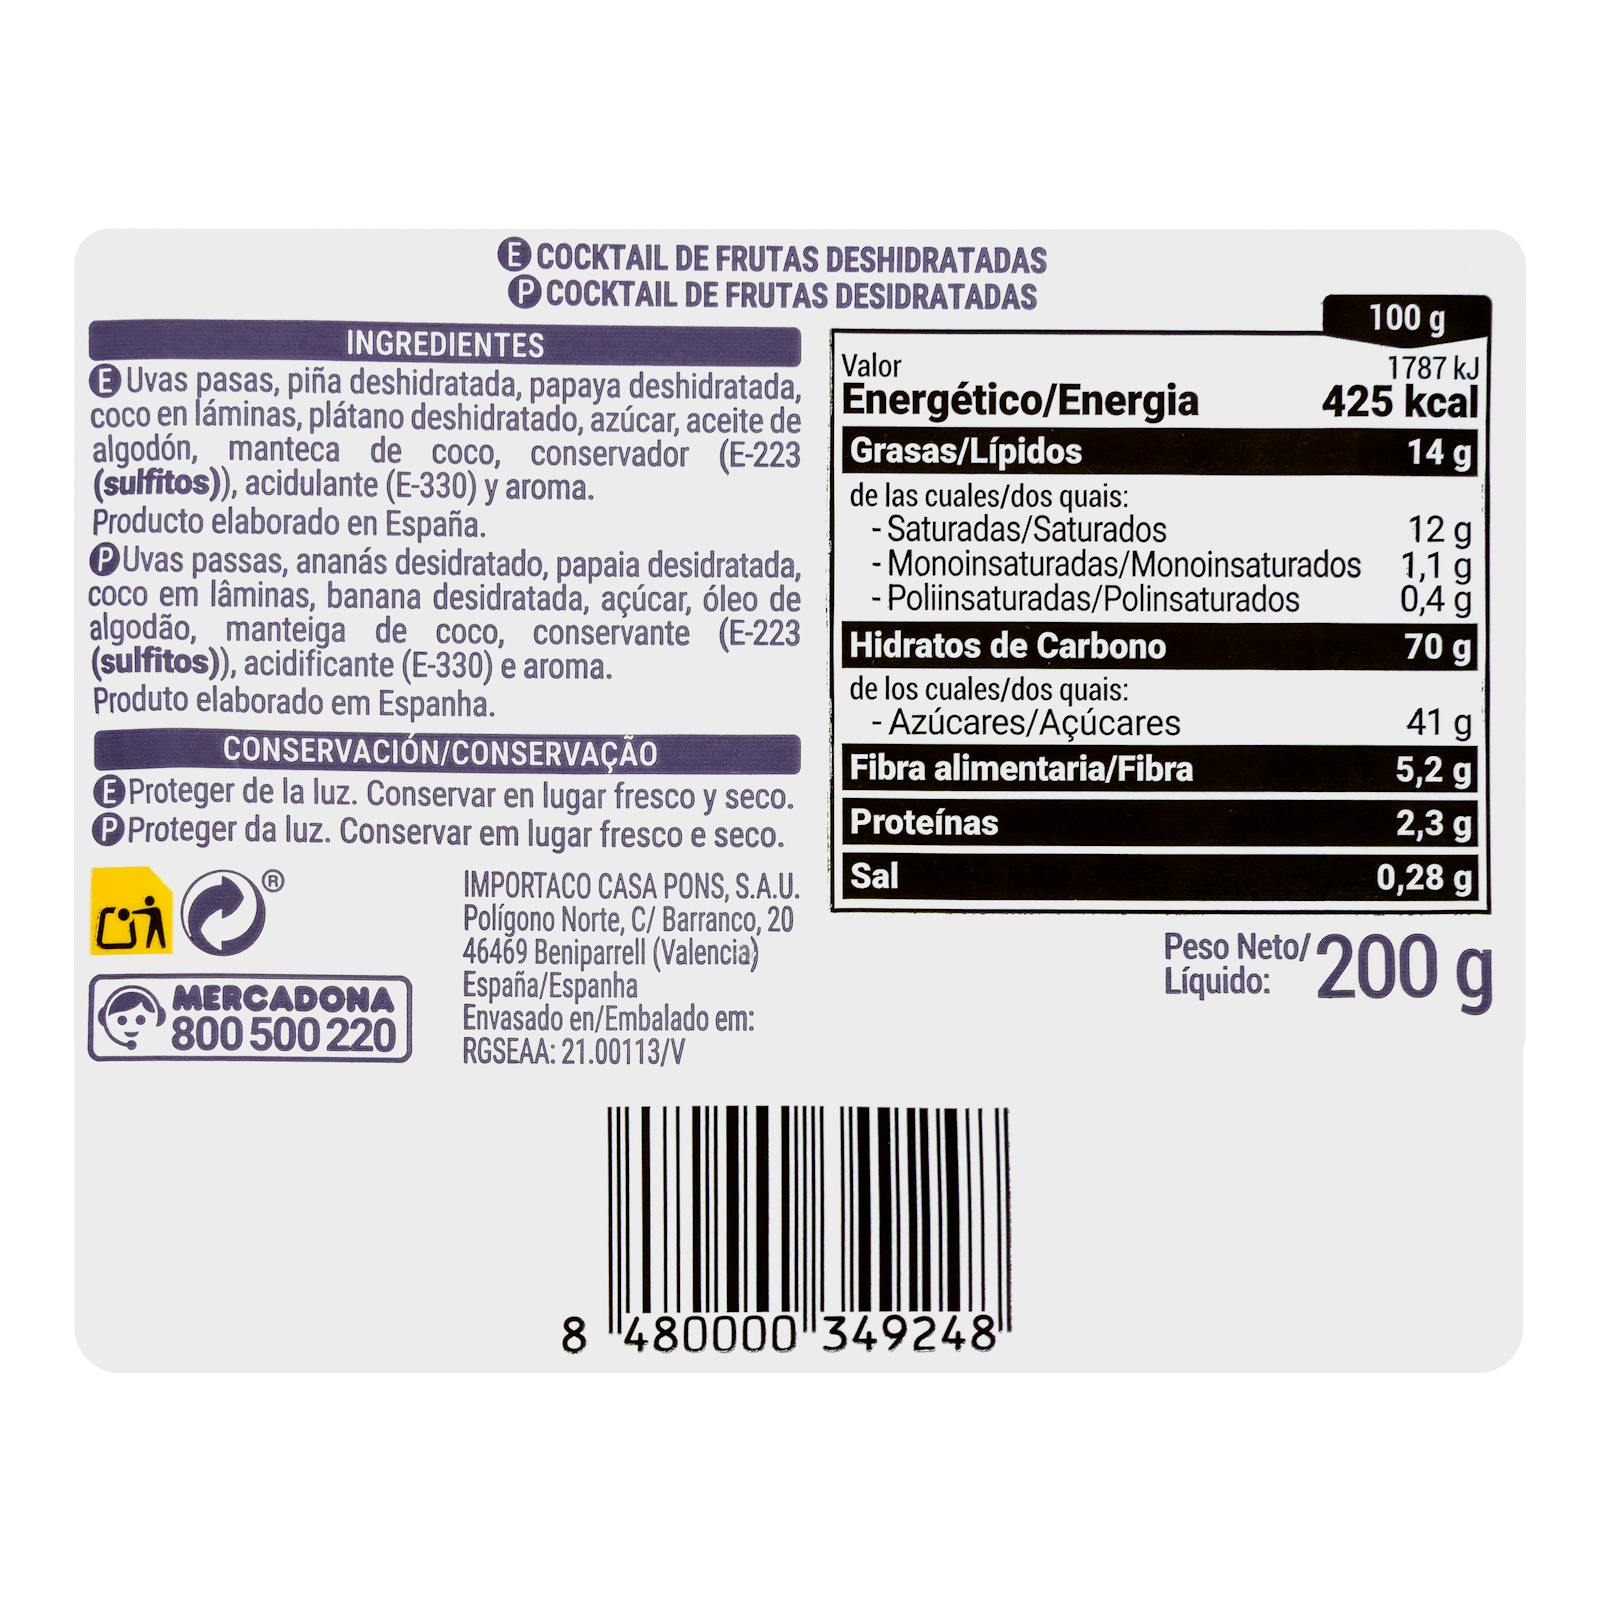 E COCKTAIL DE FRUTAS DESHIDRATADAS
P COCKTAIL DE FRUTAS DESIDRATADAS
INGREDIENTES
E Uvas pasas, piña deshidratada, papaya deshidratada,
coco en láminas, plátano deshidratado, azúcar, aceite de
algodón, manteca de coco, conservador (E-223
(sulfitos)), acidulante (E-330) y aroma.
Producto elaborado en España.
P Uvas passas, ananás desidratado, papaia desidratada,
coco em lâminas, banana desidratada, açúcar, óleo de
algodão, manteiga de coco, conservante (E-223
(sulfitos)), acidificante (E-330) e aroma.
Produto elaborado em Espanha.
CONSERVACIÓN/CONSERVAÇÃO
E Proteger de la luz. Conservar en lugar fresco y seco.
P Proteger da luz. Conservar em lugar fresco e seco.
®
MERCADONA
800 500 220
IMPORTACO CASA PONS, S.A.U.
Polígono Norte, C/ Barranco, 20
46469 Beniparrell (Valencia)
España/Espanha
Envasado en/Embalado em:
RGSEAA: 21.00113/V
100 g
Valor 1787 kJ
Energético/Energia 425 kcal
Grasas/Lípidos 14 g
de las cuales/dos quais:
- Saturadas/Saturados 12 g
- Monoinsaturadas/Monoinsaturados 1,1 g
- Poliinsaturadas/Polinsaturados 0,4 g
Hidratos de Carbono 70 g
de los cuales/dos quais:
- Azúcares/Açúcares 41 g
Fibra alimentaria/Fibra 5,2 g
Proteínas 2,3 g
Sal 0,28 g
Peso Neto/
Líquido: 200 g
8 480000 349248